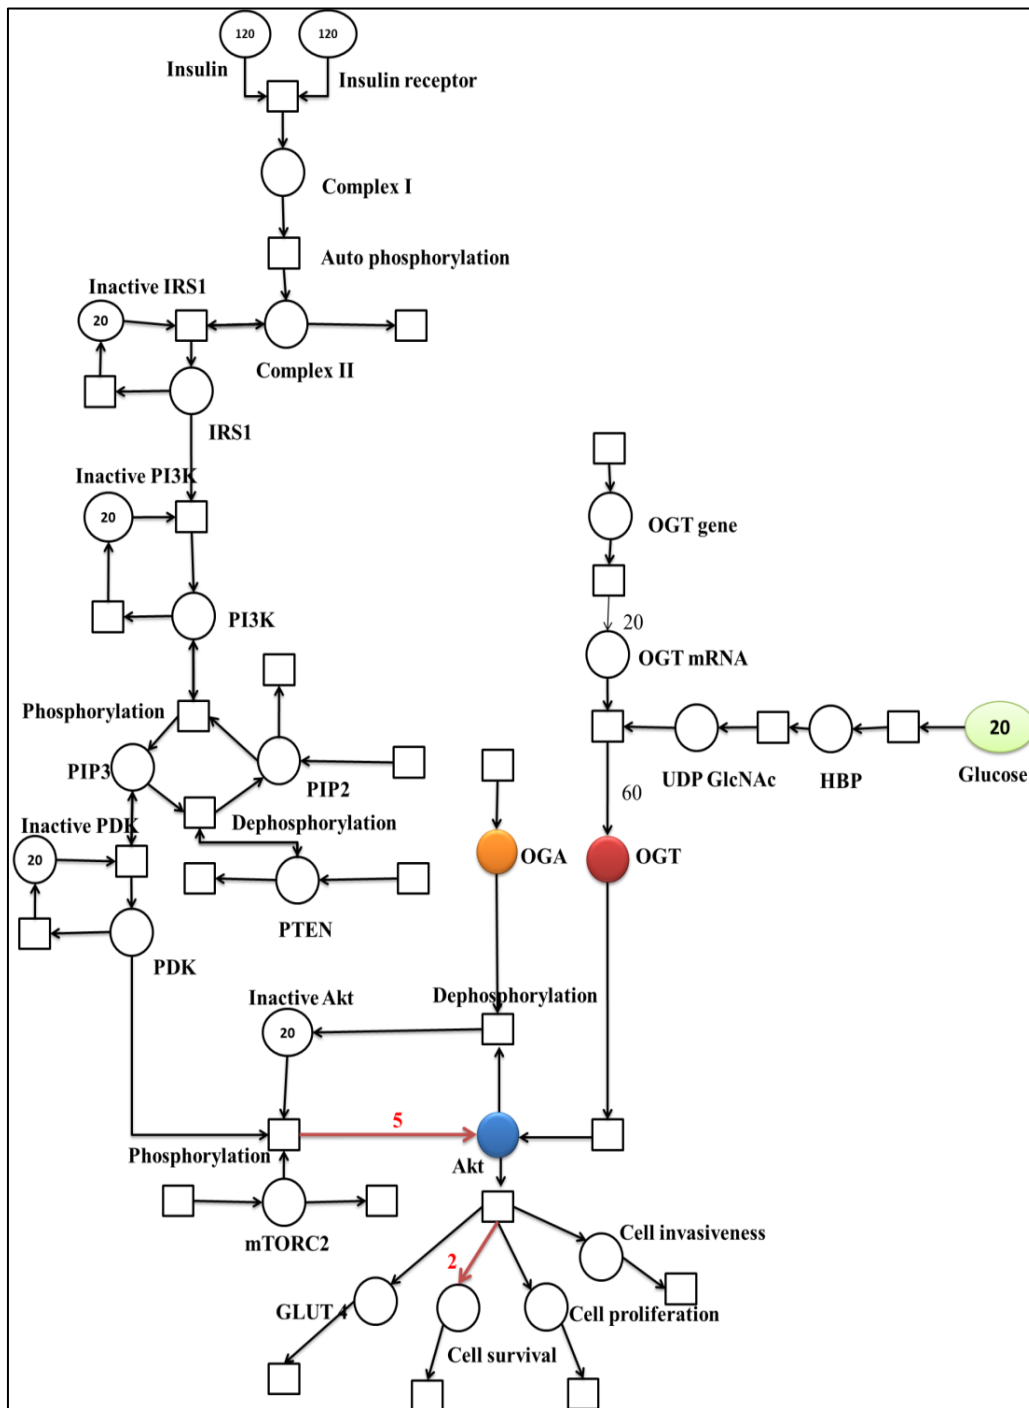 120
120
Insulin
Insulin receptor
Complex I
Auto phosphorylation
Inactive IRS1
20
Complex II
IRS1
Inactive PI3K
20
OGT gene
PI3K
20
OGT mRNA
Phosphorylation
20
PIP3
PIP2
UDP GlcNAc
HBP
Glucose
60
Inactive PDK
Dephosphorylation
20
OGA
OGT
PTEN
PDK
Inactive Akt
Dephosphorylation
20
5
Phosphorylation
Akt
mTORC2
Cell invasiveness
2
GLUT 4
Cell proliferation
Cell survival